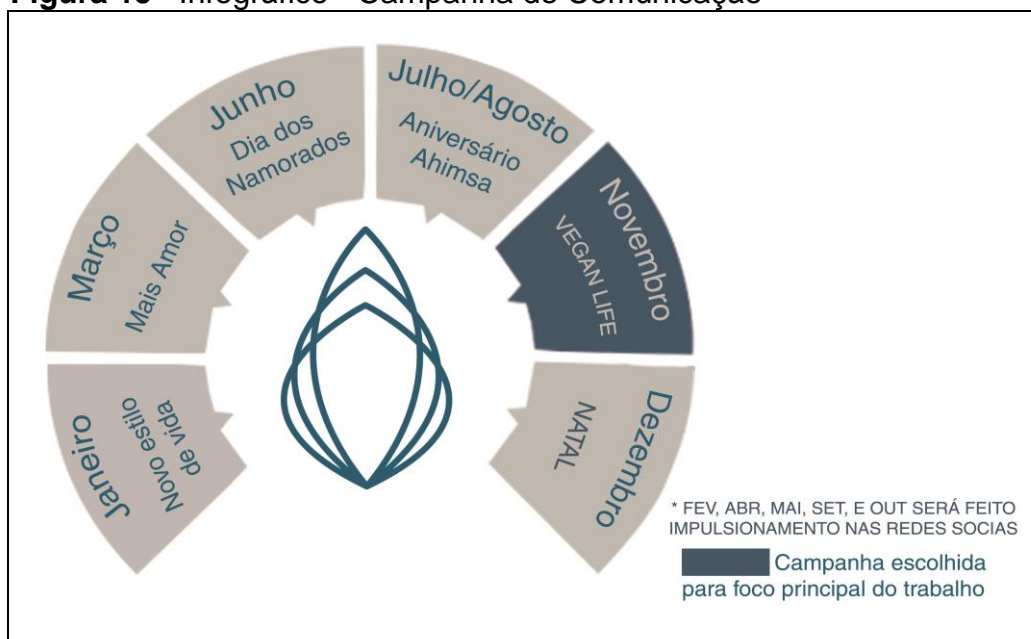 Figura 15 - Infográfico - Campanha de Comunicação
Janeiro
Novo estilo
de vida
Março
Mais Amor
Junho
Dia dos
Namorados
Julho/Agosto
Aniversário
Ahimsa
Novembro
VEGAN LIFE
Dezembro
NATAL
* FEV, ABR, MAI, SET, E OUT SERÁ FEITO
IMPULSIONAMENTO NAS REDES SOCIAS
Campanha escolhida
para foco principal do trabalho